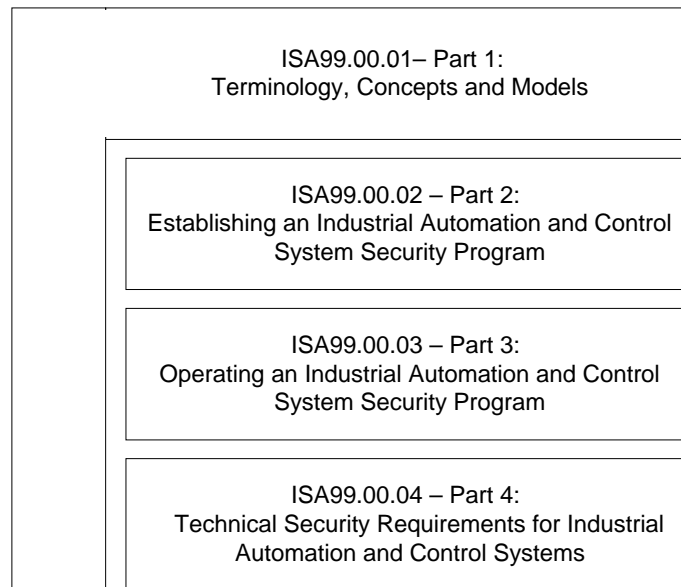 ISA99.00.01– Part 1:
Terminology, Concepts and Models
ISA99.00.02 – Part 2:
Establishing an Industrial Automation and Control
System Security Program
ISA99.00.03 – Part 3:
Operating an Industrial Automation and Control
System Security Program
ISA99.00.04 – Part 4:
Technical Security Requirements for Industrial
Automation and Control Systems